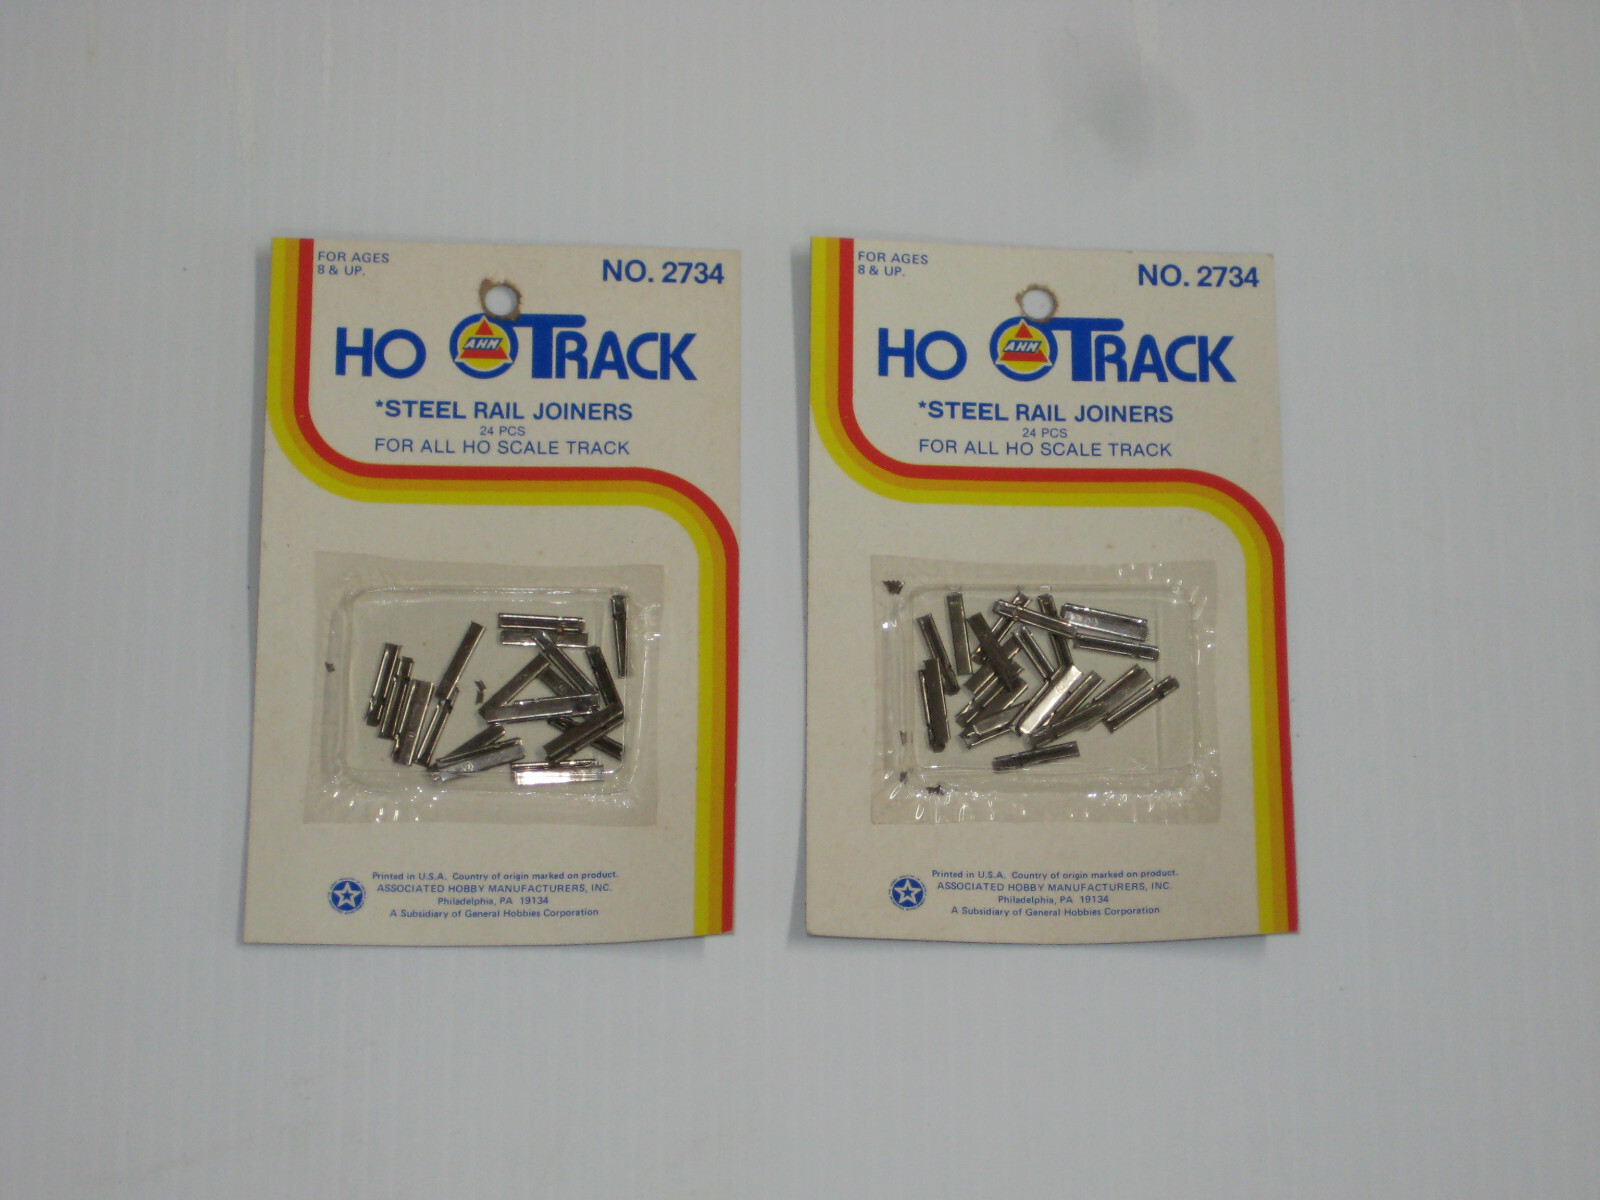 FOR AGES
8 & UP.
NO. 2734
HO AHM TRACK
*STEEL RAIL JOINERS
24 PCS
FOR ALL HO SCALE TRACK
Printed in U.S.A. Country of origin marked on product.
ASSOCIATED HOBBY MANUFACTURERS, INC.
Philadelphia, PA 19134
A Subsidiary of General Hobbies Corporation
FOR AGES
8 & UP.
NO. 2734
HO AHM TRACK
*STEEL RAIL JOINERS
24 PCS
FOR ALL HO SCALE TRACK
Printed in U.S.A. Country of origin marked on product.
ASSOCIATED HOBBY MANUFACTURERS, INC.
Philadelphia, PA 19134
A Subsidiary of General Hobbies Corporation